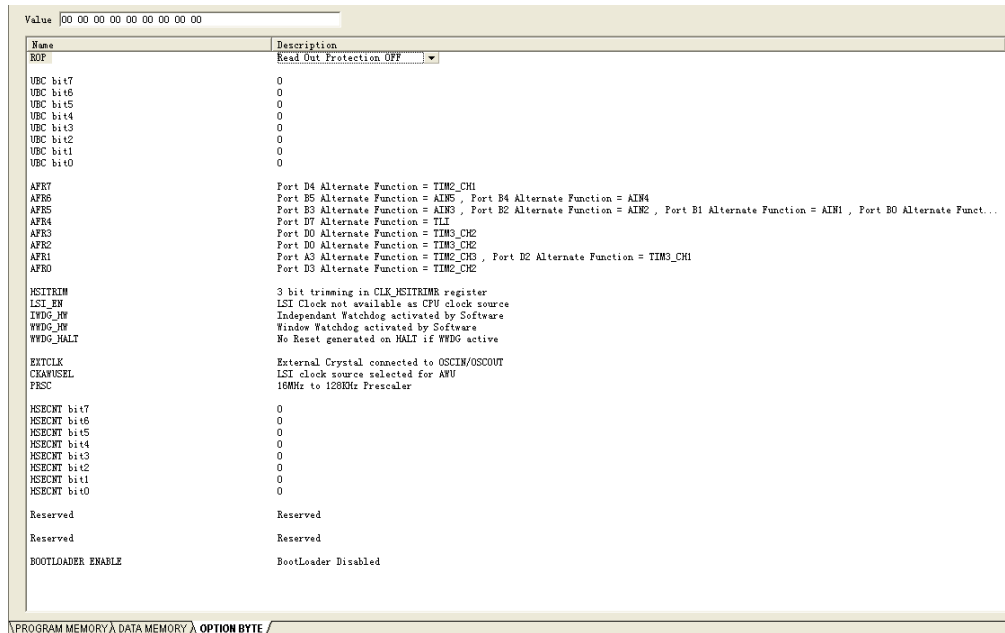 Value 00 00 00 00 00 00 00 00 00
Name Description
ROP Read Out Protection OFF
UBC bit7 0
UBC bit6 0
UBC bit5 0
UBC bit4 0
UBC bit3 0
UBC bit2 0
UBC bit1 0
UBC bit0 0
AFR7 Port D4 Alternate Function = TIM2_CH1
AFR6 Port B5 Alternate Function = AIN5 , Port B4 Alternate Function = AIN4
AFR5 Port B3 Alternate Function = AIN3 , Port B2 Alternate Function = AIN2 , Port B1 Alternate Function = AIN1 , Port B0 Alternate Funct...
AFR4 Port D7 Alternate Function = TLI
AFR3 Port D0 Alternate Function = TIM3_CH2
AFR2 Port D0 Alternate Function = TIM3_CH2
AFR1 Port A3 Alternate Function = TIM2_CH3 , Port D2 Alternate Function = TIM3_CH1
AFR0 Port D3 Alternate Function = TIM2_CH2
HSITRIM 3 bit trimming in CLK_HSITRIMR register
LSI_EN LSI Clock not available as CPU clock source
IWDG_HW Independant Watchdog activated by Software
WWDG_HW Window Watchdog activated by Software
WWDG_HALT No Reset generated on HALT if WWDG active
EXTCLK External Crystal connected to OSCIN/OSCOUT
CKAWUSEL LSI clock source selected for AWU
PRSC 16MHz to 128KHz Prescaler
HSECNT bit7 0
HSECNT bit6 0
HSECNT bit5 0
HSECNT bit4 0
HSECNT bit3 0
HSECNT bit2 0
HSECNT bit1 0
HSECNT bit0 0
Reserved Reserved
Reserved Reserved
BOOTLOADER ENABLE BootLoader Disabled
PROGRAM MEMORY DATA MEMORY OPTION BYTE